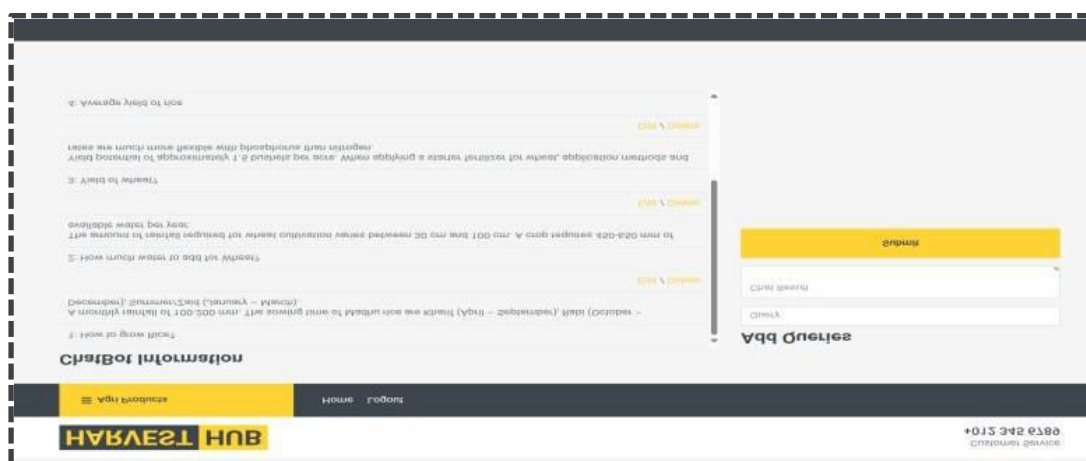 HARVEST HUB
Customer Service
+012 345 6789
Agri Products
Home
Logout
ChatBot Information
1: How to grow Rice?
A monthly rainfall of 100-200 mm. The sowing time of Madhu rice are Kharif (April – September), Rabi (October –
December), Summer/Zaid (January – March)
Edit / Delete
2: How much water to add for Wheat?
The amount of rainfall required for wheat cultivation varies between 30 cm and 100 cm. A crop requires 450-650 mm of
available water per year.
Edit / Delete
3: Yield of wheat?
Yield potential of approximately 1.5 bushels per acre. When applying a starter fertilizer for wheat, application methods and
rates are much more flexible with phosphorus than nitrogen.
Edit / Delete
4: Average yield of rice
Add Queries
Query
Chat Result
Submit